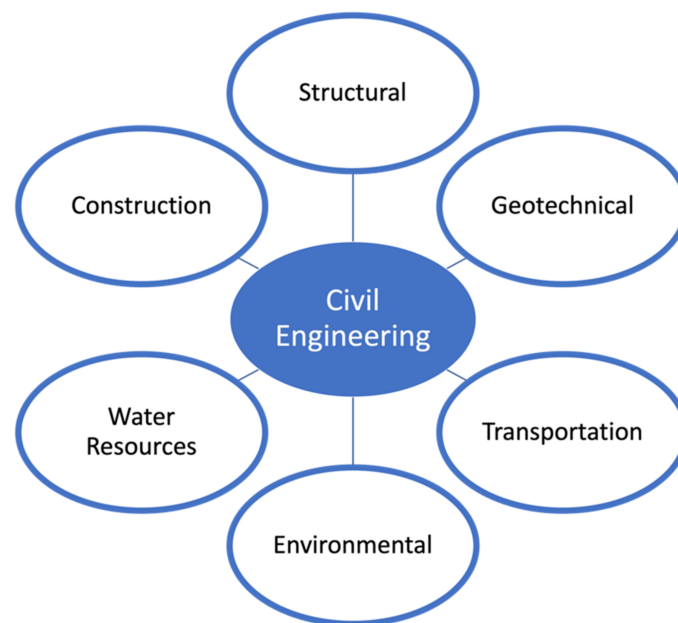 Structural
Construction
Geotechnical
Civil
Engineering
Water
Resources
Transportation
Environmental